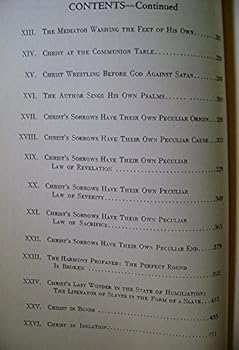 CONTENTS—Continued
XIII. THE MEDIATOR WASHING THE FEET OF HIS OWN
XIV. CHRIST AT THE COMMUNION TABLE
XV. CHRIST WRESTLING BEFORE GOD AGAINST SATAN
XVI. THE AUTHOR SINGS HIS OWN PSALMS
XVII. CHRIST'S SORROWS HAVE THEIR OWN PECULIAR ORIGIN
XVIII. CHRIST'S SORROWS HAVE THEIR OWN PECULIAR CAUSE
XIX. CHRIST'S SORROWS HAVE THEIR OWN PECULIAR
LAW OF REVELATION 329
XX. CHRIST'S SORROWS HAVE THEIR OWN PECULIAR
LAW OF SEVERITY 349
XXI. CHRIST'S SORROWS HAVE THEIR OWN PECULIAR
LAW OF SACRIFICE 363
XXII. CHRIST'S SORROWS HAVE THEIR OWN PECULIAR END 379
XXIII. THE HARMONY PROFANED: THE PERFECT ROUND
IS BROKEN 395
XXIV. CHRIST'S LAST WONDER IN THE STATE OF HUMILIATION:
THE LIBERATOR OF SLAVES IN THE FORM OF A SLAVE
XXV. CHRIST IN BONDS
XXVI. CHRIST IN ISOLATION